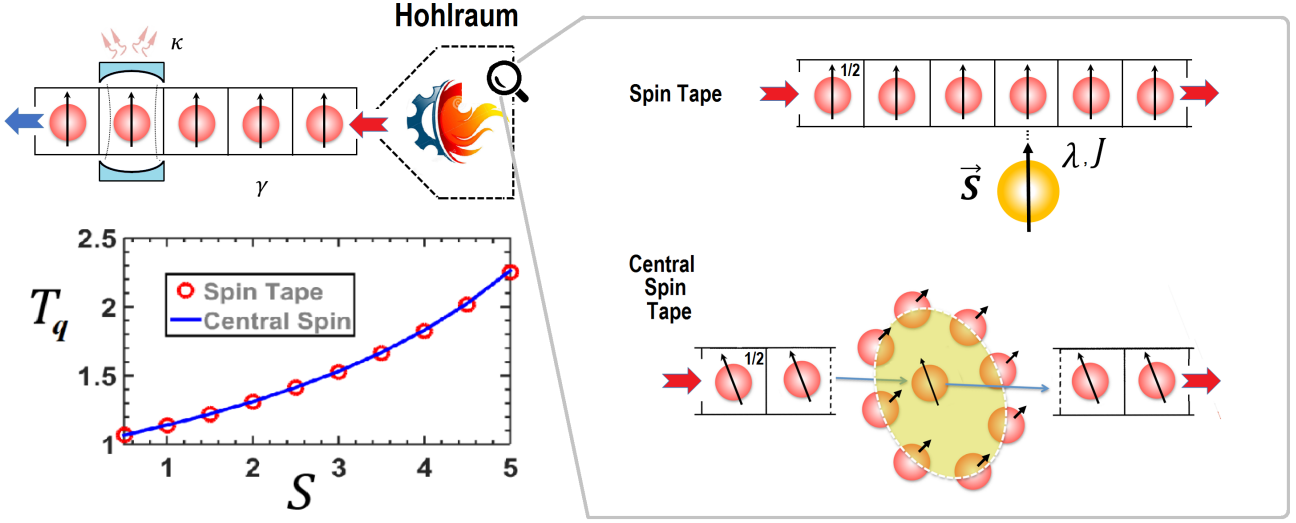 Hohlraum
κ
γ
Spin Tape
1/2
λ, J
S
Central
Spin
Tape
1/2
2.5
2
1.5
1
T_q
Spin Tape
Central Spin
1
2
3
4
5
S